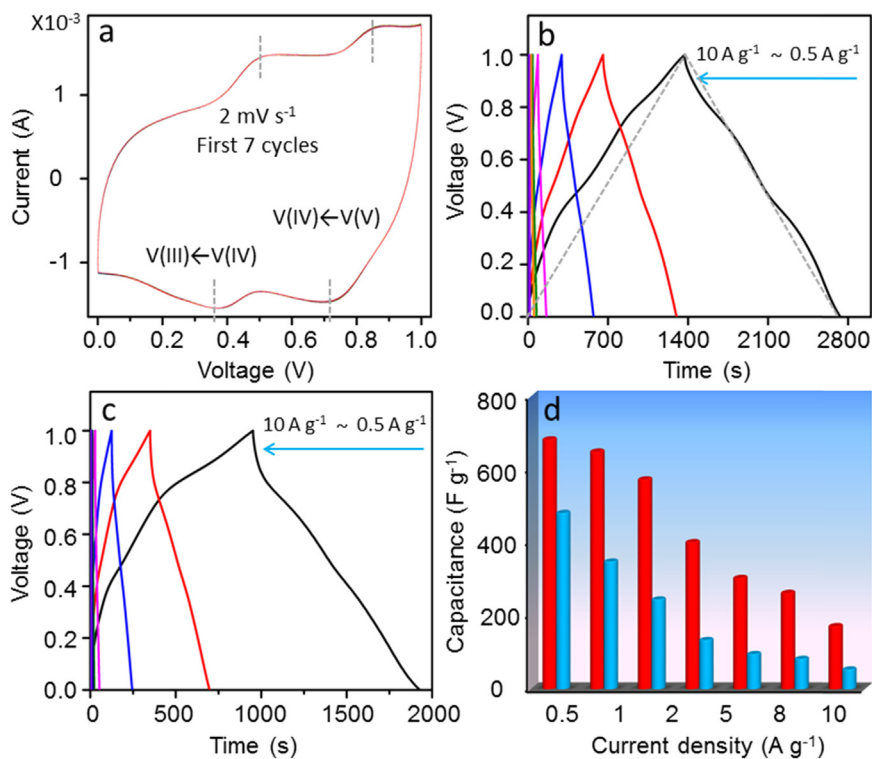 a
X10⁻³
1
0
-1
Current (A)
2 mV s⁻¹
First 7 cycles
V(IV)←V(V)
V(III)←V(IV)
0.0 0.2 0.4 0.6 0.8 1.0
Voltage (V)
b
10 A g⁻¹ ~ 0.5 A g⁻¹
1.0
0.8
0.6
0.4
0.2
0.0
Voltage (V)
0 700 1400 2100 2800
Time (s)
c
10 A g⁻¹ ~ 0.5 A g⁻¹
1.0
0.8
0.6
0.4
0.2
0.0
Voltage (V)
0 500 1000 1500 2000
Time (s)
d
800
600
400
200
0
Capacitance (F g⁻¹)
0.5 1 2 5 8 10
Current density (A g⁻¹)